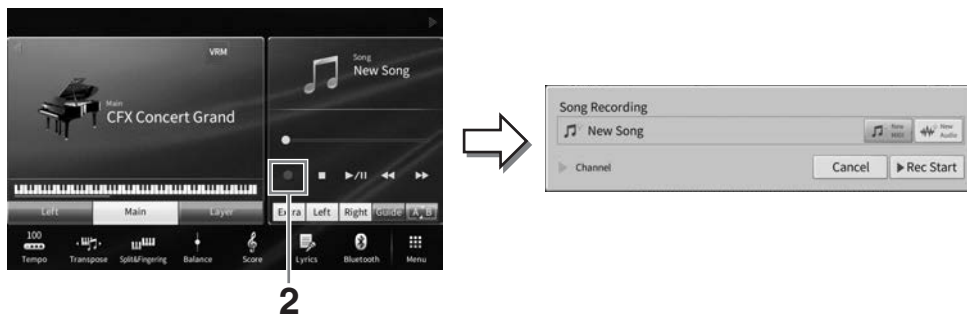 VRM
Main
CFX Concert Grand
Left
Main
Layer
Song
New Song
Extra
Left
Right
Guide
A B
100
Tempo
Transpose
Split&Fingering
Balance
Score
Lyrics
Bluetooth
Menu
2
Song Recording
New Song
New
MIDI
New
Audio
Channel
Cancel
Rec Start